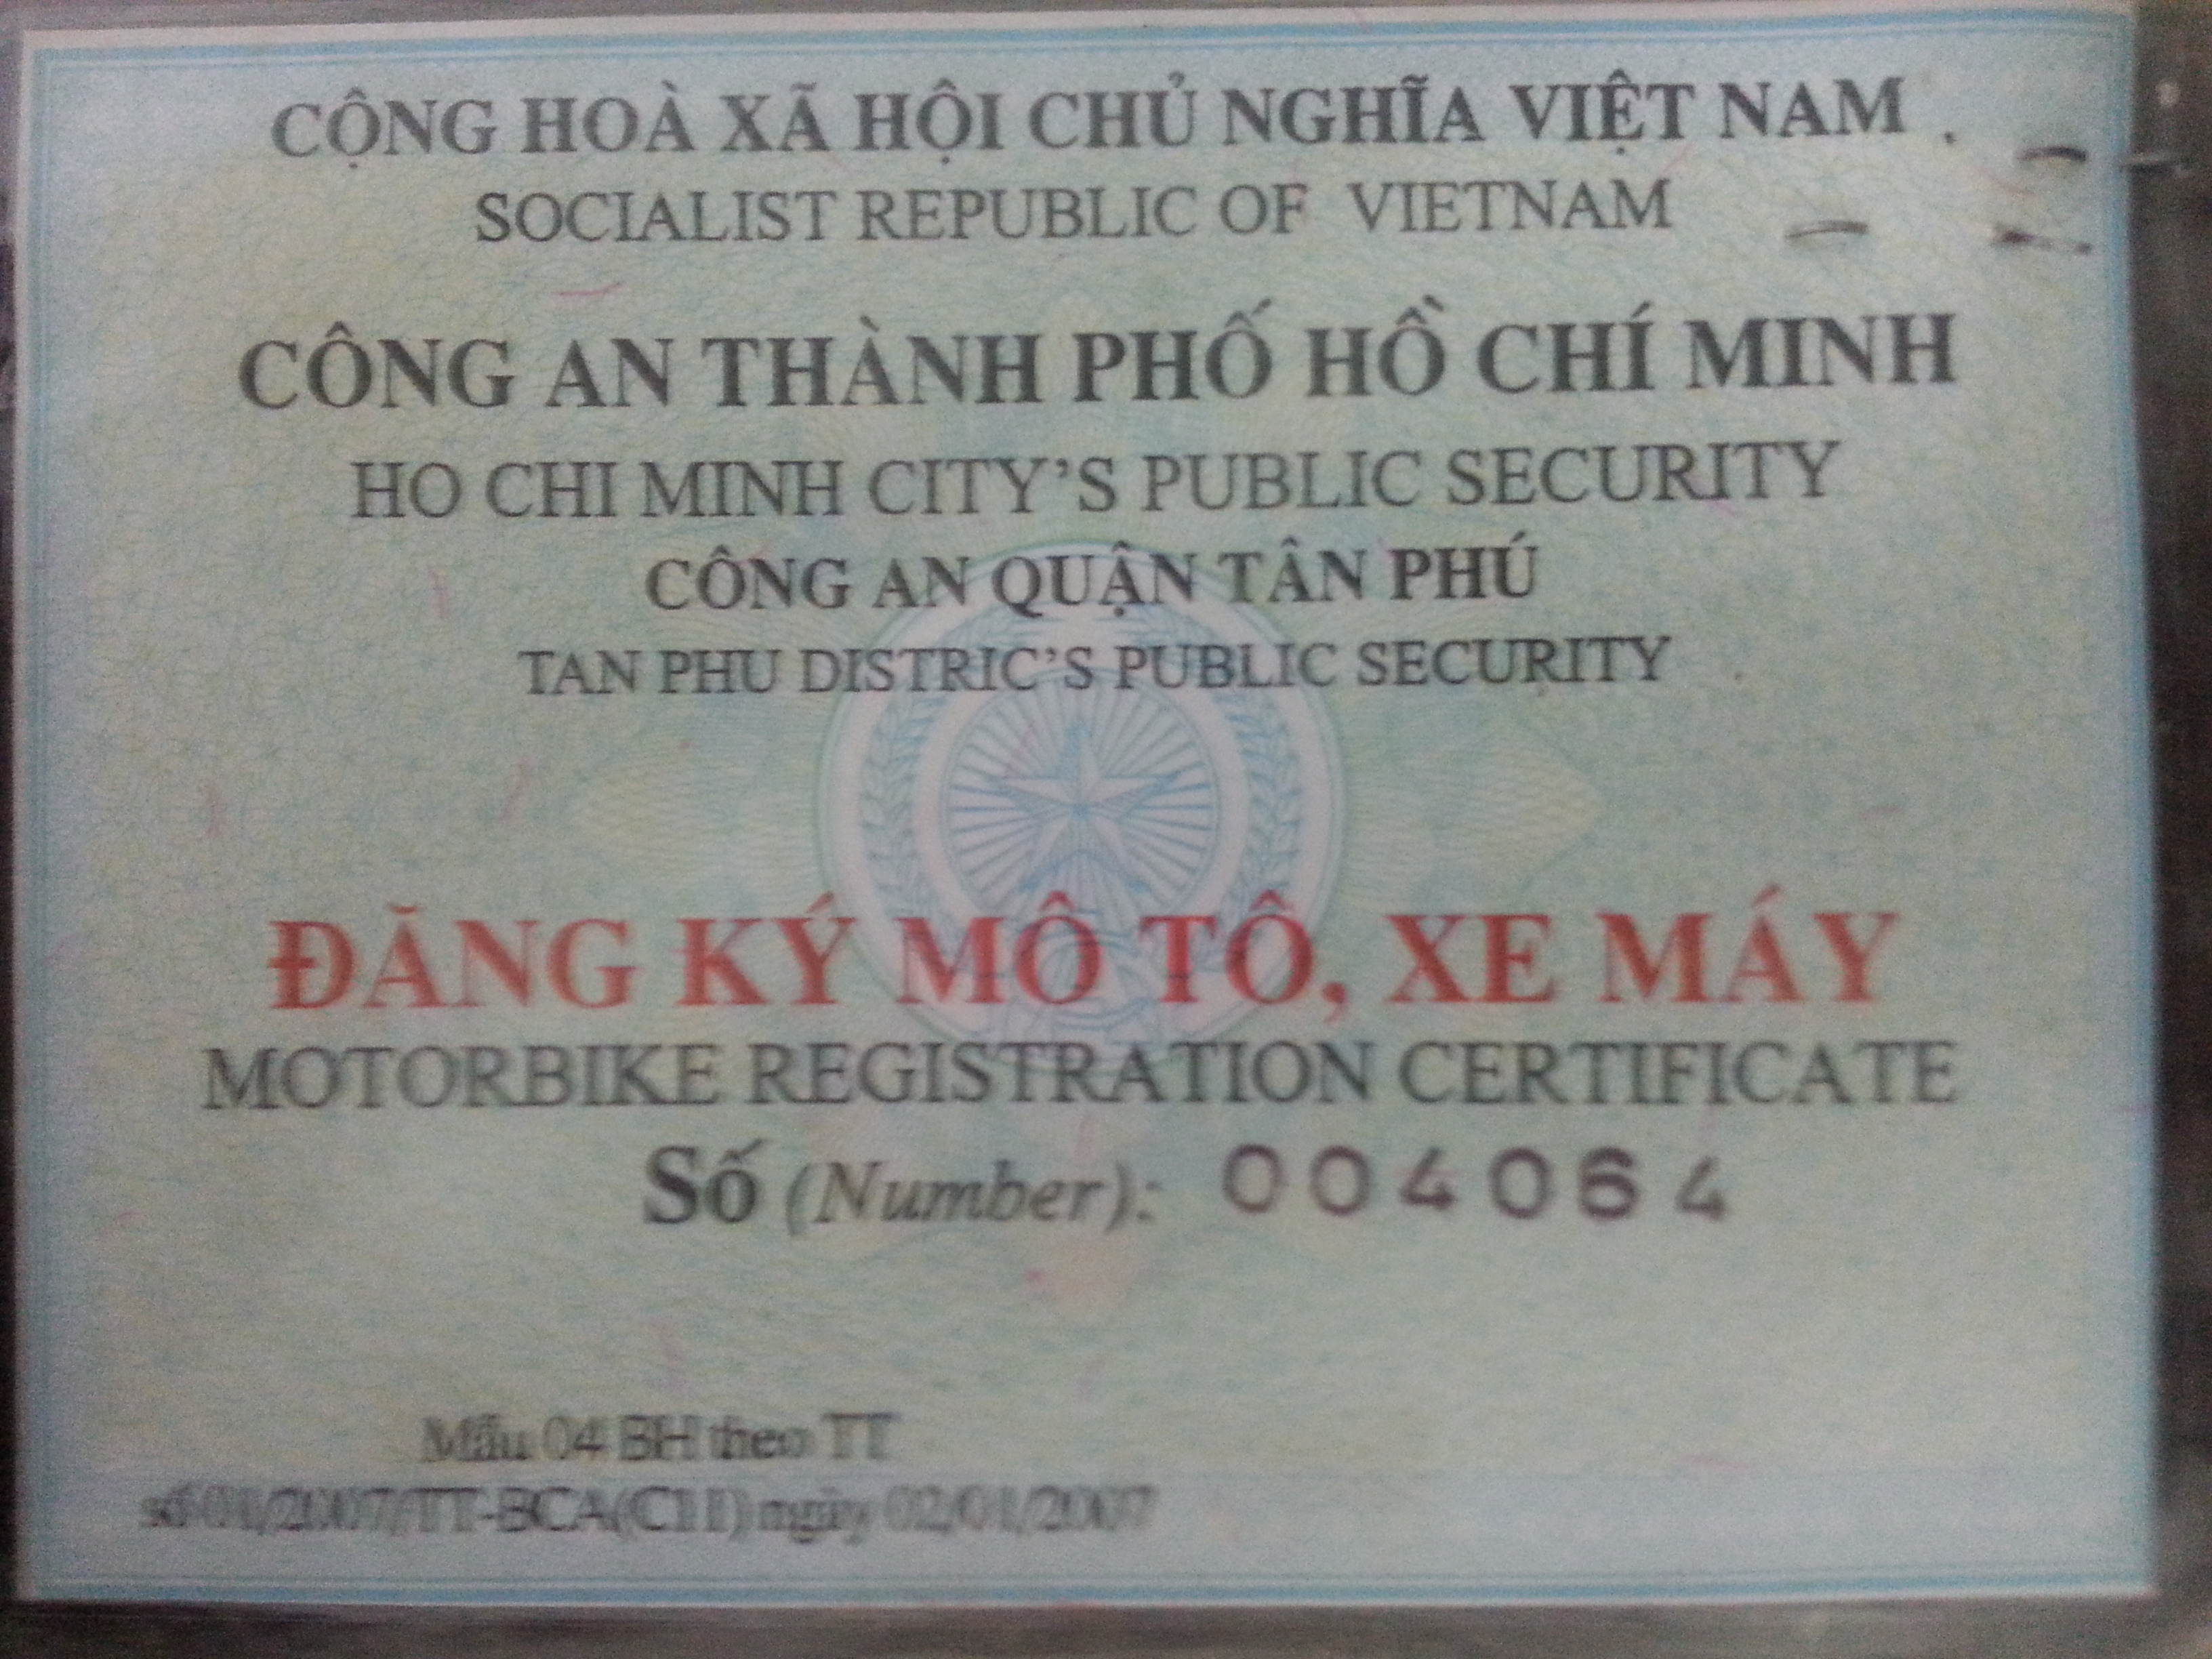 CỘNG HOÀ XÃ HỘI CHỦ NGHĨA VIỆT NAM
SOCIALIST REPUBLIC OF VIETNAM
CÔNG AN THÀNH PHỐ HỒ CHÍ MINH
HO CHI MINH CITY'S PUBLIC SECURITY
CÔNG AN QUẬN TÂN PHÚ
TAN PHU DISTRIC'S PUBLIC SECURITY
ĐĂNG KÝ MÔ TÔ, XE MÁY
MOTORBIKE REGISTRATION CERTIFICATE
Số (Number): 004064
Mẫu 04 BH theo TT
số 01/2007/TT-BCA(C11) ngày 02/01/2007